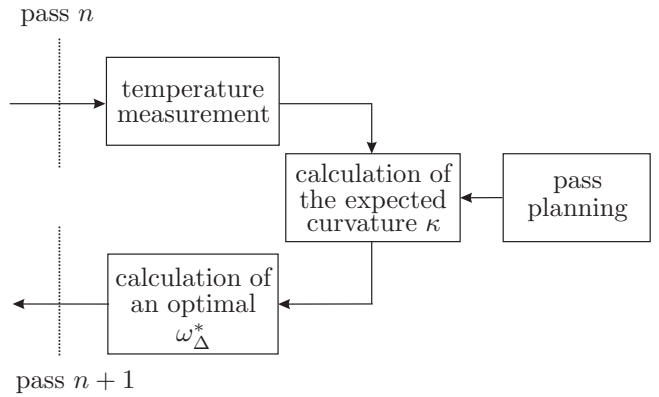 pass n
temperature
measurement
calculation of
the expected
curvature κ
pass
planning
calculation of
an optimal
ω*Δ
pass n + 1